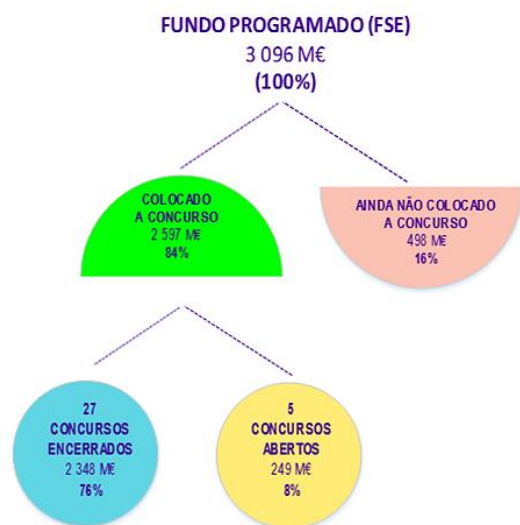 FUNDO PROGRAMADO (FSE)
3 096 M€
(100%)
COLOCADO
A CONCURSO
2 597 M€
84%
AINDA NÃO COLOCADO
A CONCURSO
498 M€
16%
27
CONCURSOS
ENCERRADOS
2 348 M€
76%
5
CONCURSOS
ABERTOS
249 M€
8%